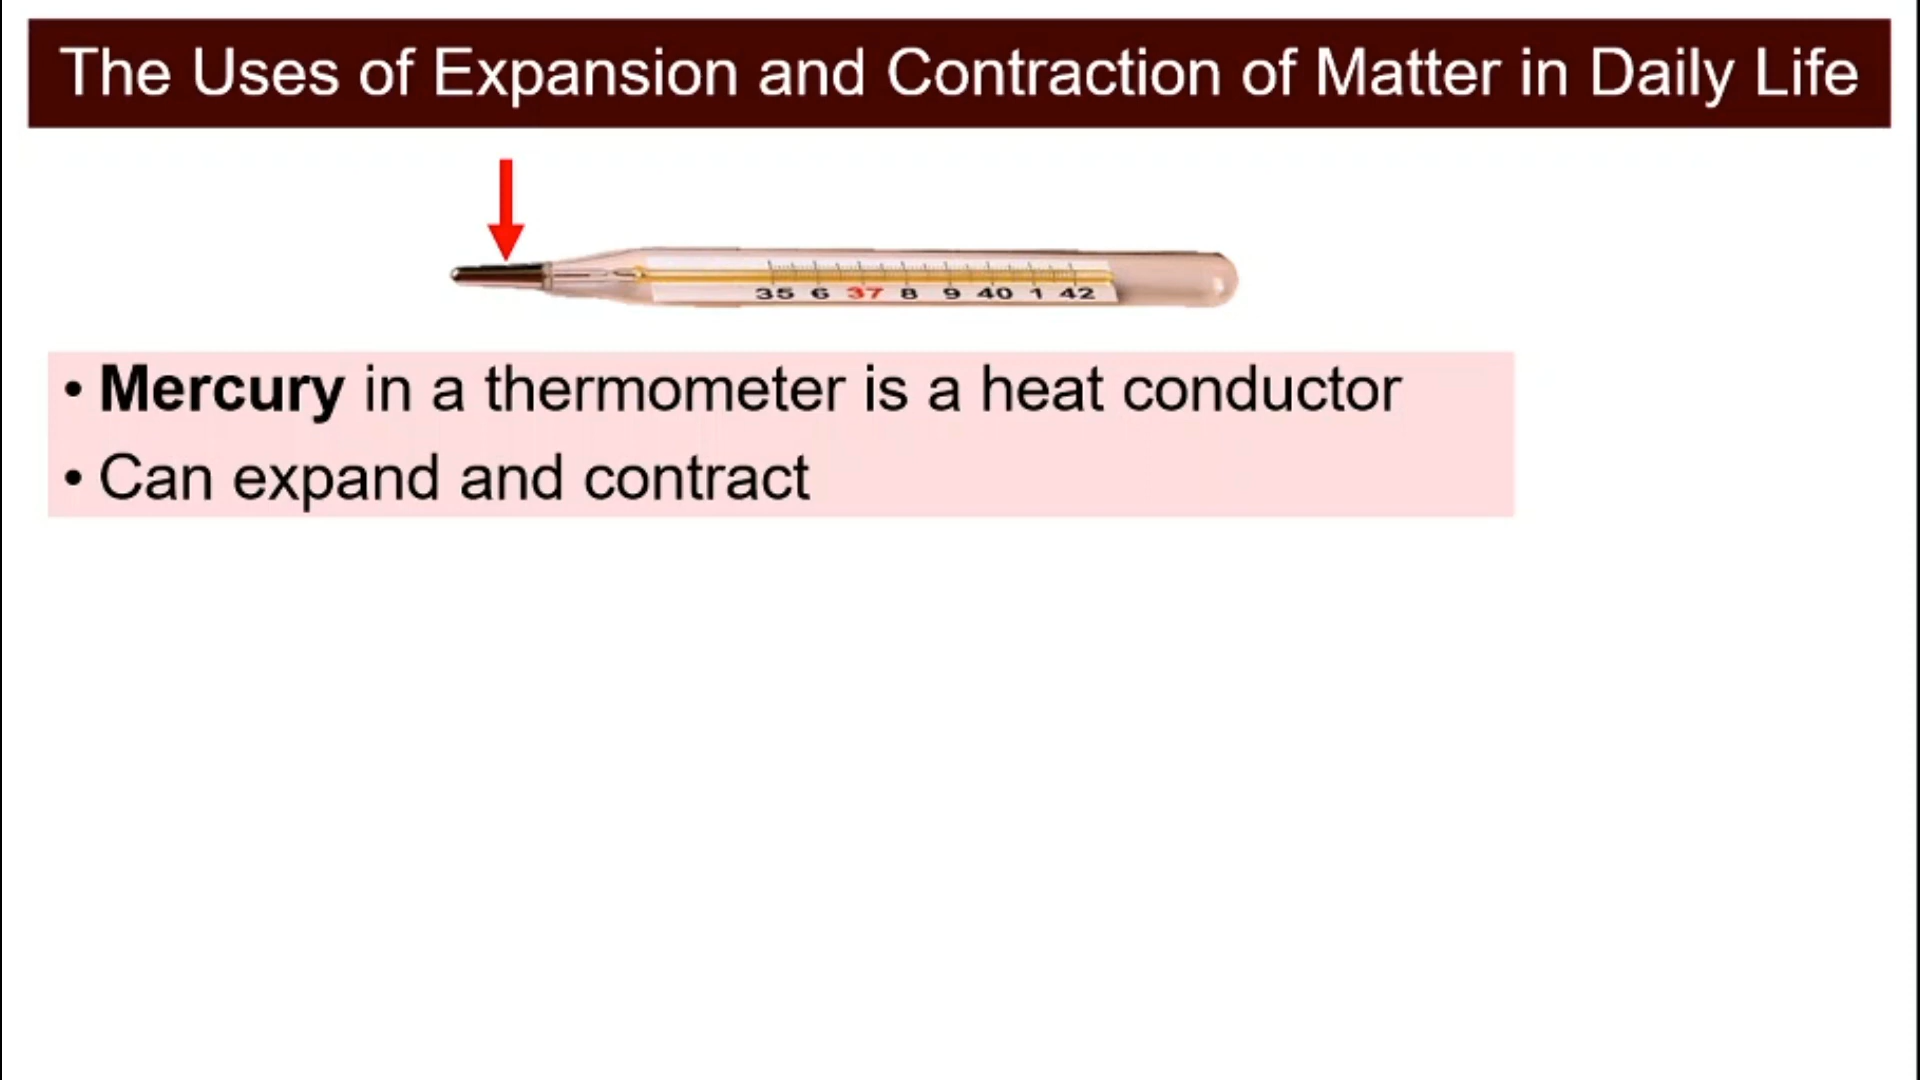 The Uses of Expansion and Contraction of Matter in Daily Life
35 6 37 8 9 40 1 42
• Mercury in a thermometer is a heat conductor
• Can expand and contract